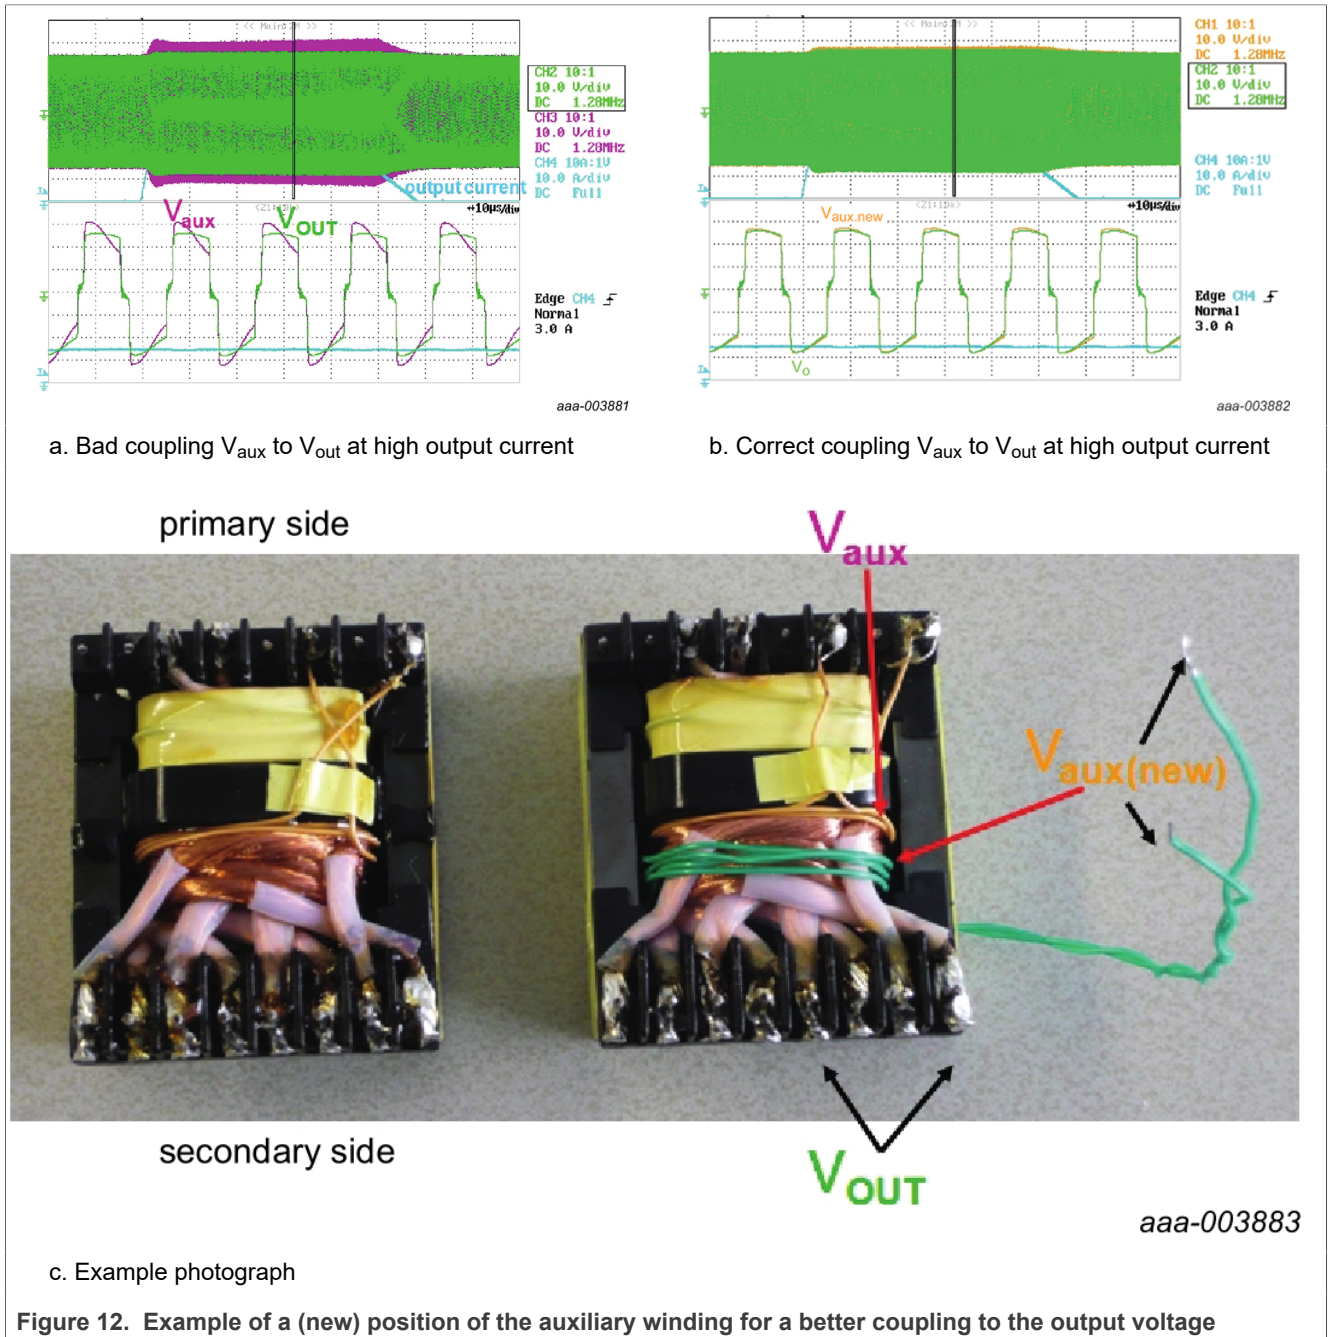 << Main:2M >>
CH2 10:1
10.0 V/div
DC 1.28MHz
CH3 10:1
10.0 V/div
DC 1.28MHz
CH4 10A:1V
10.0 A/div
DC Full
output current
10µs/div
Vaux
VOUT
Edge CH4
Normal
3.0 A
aaa-003881
CH1 10:1
10.0 V/div
DC 1.28MHz
CH2 10:1
10.0 V/div
DC 1.28MHz
CH4 10A:1V
10.0 A/div
DC Full
10µs/div
Vaux.new
Edge CH4
Normal
3.0 A
Vo
aaa-003882
a. Bad coupling Vaux to Vout at high output current
b. Correct coupling Vaux to Vout at high output current
primary side
Vaux
Vaux(new)
secondary side
VOUT
aaa-003883
c. Example photograph
Figure 12. Example of a (new) position of the auxiliary winding for a better coupling to the output voltage